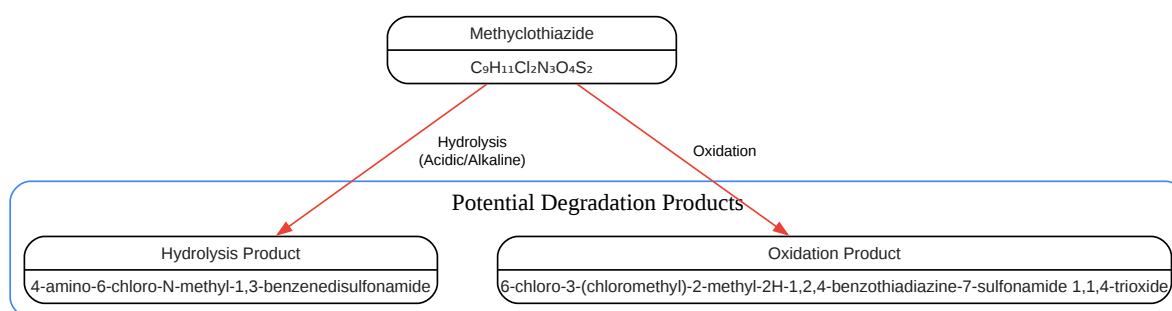 Methyclothiazide
C₉H₁₁Cl₂N₃O₄S₂
Hydrolysis
(Acidic/Alkaline)
Oxidation
Potential Degradation Products
Hydrolysis Product
4-amino-6-chloro-N-methyl-1,3-benzenedisulfonamide
Oxidation Product
6-chloro-3-(chloromethyl)-2-methyl-2H-1,2,4-benzothiadiazine-7-sulfonamide 1,1,4-trioxide